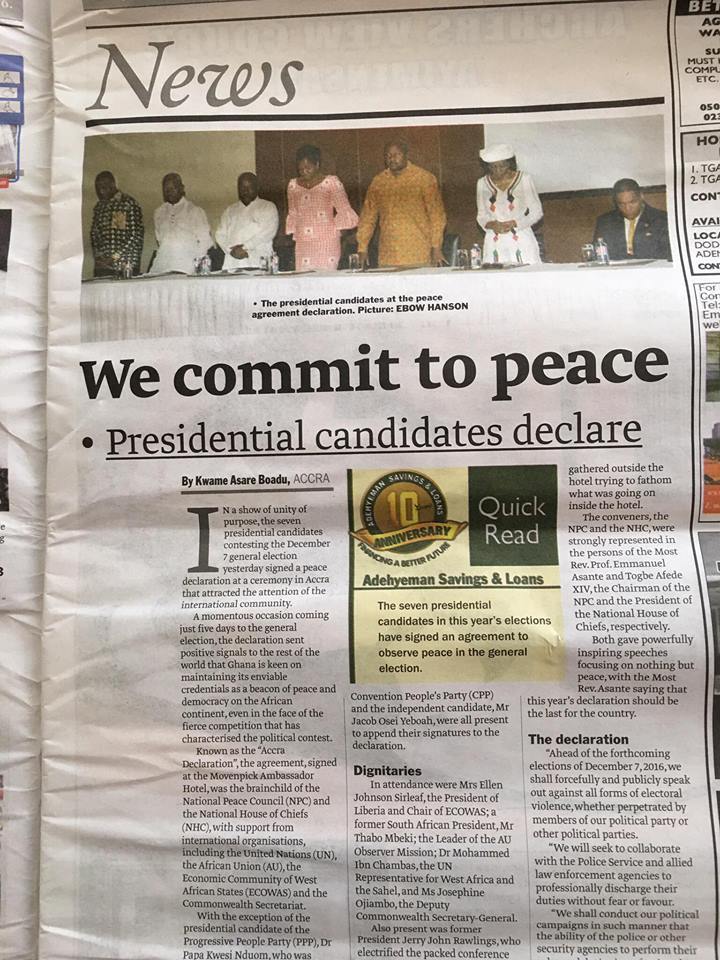 News
• The presidential candidates at the peace
agreement declaration. Picture: EBOW HANSON
We commit to peace
• Presidential candidates declare
By Kwame Asare Boadu, ACCRA
IN a show of unity of
purpose, the seven
presidential candidates
contesting the December
7 general election
yesterday signed a peace
declaration at a ceremony in Accra
that attracted the attention of the
international community.
A momentous occasion coming
just five days to the general
election, the declaration sent
positive signals to the rest of the
world that Ghana is keen on
maintaining its enviable
credentials as a beacon of peace and
democracy on the African
continent, even in the face of the
fierce competition that has
characterised the political contest.
Known as the "Accra
Declaration", the agreement, signed
at the Movenpick Ambassador
Hotel, was the brainchild of the
National Peace Council (NPC) and
the National House of Chiefs
(NHC), with support from
international organisations,
including the United Nations (UN),
the African Union (AU), the
Economic Community of West
African States (ECOWAS) and the
Commonwealth Secretariat.
With the exception of the
presidential candidate of the
Progressive People Party (PPP), Dr
Papa Kwesi Nduom, who was
ADEHYEMAN SAVINGS & LOANS
10 Years
ANNIVERSARY
FINANCING A BETTER FUTURE
Quick
Read
Adehyeman Savings & Loans
The seven presidential
candidates in this year's elections
have signed an agreement to
observe peace in the general
election.
Convention People's Party (CPP)
and the independent candidate, Mr
Jacob Osei Yeboah, were all present
to append their signatures to the
declaration.
Dignitaries
In attendance were Mrs Ellen
Johnson Sirleaf, the President of
Liberia and Chair of ECOWAS; a
former South African President, Mr
Thabo Mbeki; the Leader of the AU
Observer Mission; Dr Mohammed
Ibn Chambas, the UN
Representative for West Africa and
the Sahel, and Ms Josephine
Ojiambo, the Deputy
Commonwealth Secretary-General.
Also present was former
President Jerry John Rawlings, who
electrified the packed conference
gathered outside the
hotel trying to fathom
what was going on
inside the hotel.
The conveners, the
NPC and the NHC, were
strongly represented in
the persons of the Most
Rev. Prof. Emmanuel
Asante and Togbe Afede
XIV, the Chairman of the
NPC and the President of
the National House of
Chiefs, respectively.
Both gave powerfully
inspiring speeches
focusing on nothing but
peace, with the Most
Rev. Asante saying that
this year's declaration should be
the last for the country.
The declaration
"Ahead of the forthcoming
elections of December 7, 2016, we
shall forcefully and publicly speak
out against all forms of electoral
violence, whether perpetrated by
members of our political party or
other political parties.
"We will seek to collaborate
with the Police Service and allied
law enforcement agencies to
professionally discharge their
duties without fear or favour.
"We shall conduct our political
campaigns in such manner that
the ability of the police or other
security agencies to perform their